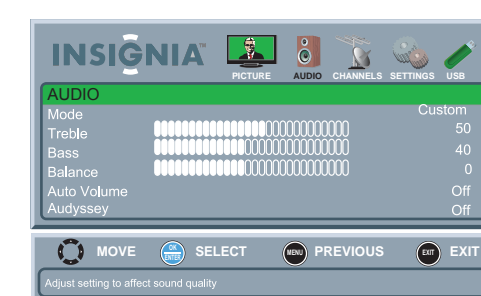 INSIGNIA™
PICTURE AUDIO CHANNELS SETTINGS USB
AUDIO
Mode Custom
Treble 50
Bass 40
Balance 0
Auto Volume Off
Audyssey Off
MOVE OK ENTER SELECT MENU PREVIOUS EXIT EXIT
Adjust setting to affect sound quality